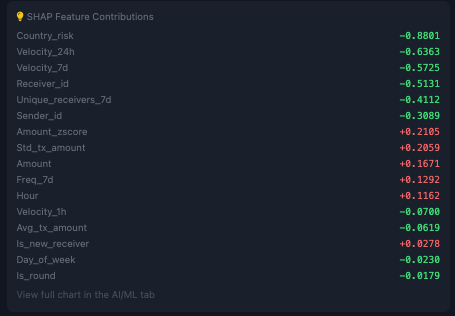 💡 SHAP Feature Contributions
Country_risk -0.8801
Velocity_24h -0.6363
Velocity_7d -0.5725
Receiver_id -0.5131
Unique_receivers_7d -0.4112
Sender_id -0.3089
Amount_zscore +0.2105
Std_tx_amount +0.2059
Amount +0.1671
Freq_7d +0.1292
Hour +0.1162
Velocity_1h -0.0700
Avg_tx_amount -0.0619
Is_new_receiver +0.0278
Day_of_week -0.0230
Is_round -0.0179
View full chart in the AI/ML tab